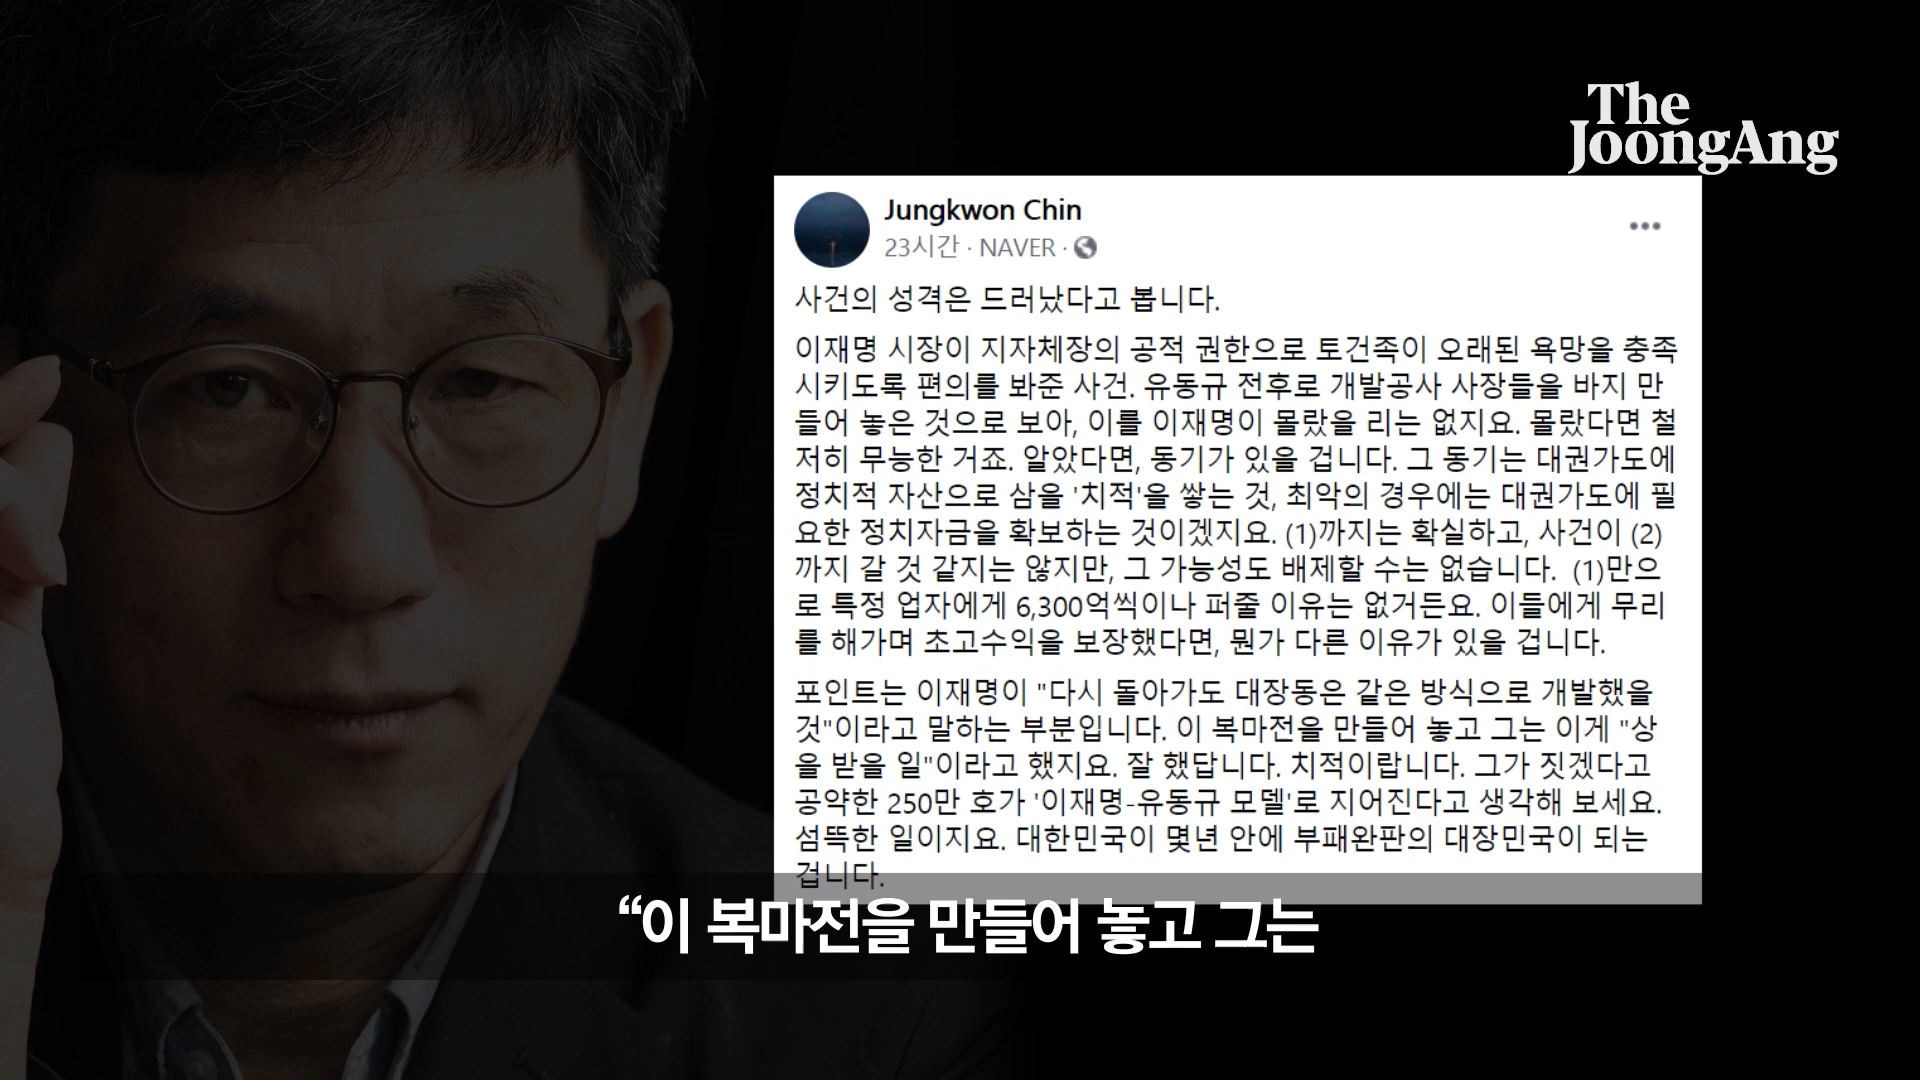 The
JoongAng
Jungkwon Chin
23시간 · NAVER ·
사건의 성격은 드러났다고 봅니다.
이재명 시장이 지자체장의 공적 권한으로 토건족이 오래된 욕망을 충족
시키도록 편의를 봐준 사건. 유동규 전후로 개발공사 사장들을 바지 만
들어 놓은 것으로 보아, 이를 이재명이 몰랐을 리는 없지요. 몰랐다면 철
저히 무능한 거죠. 알았다면, 동기가 있을 겁니다. 그 동기는 대권가도에
정치적 자산으로 삼을 '치적'을 쌓는 것, 최악의 경우에는 대권가도에 필
요한 정치자금을 확보하는 것이겠지요. (1)까지는 확실하고, 사건이 (2)
까지 갈 것 같지는 않지만, 그 가능성도 배제할 수는 없습니다. (1)만으
로 특정 업자에게 6,300억씩이나 퍼줄 이유는 없거든요. 이들에게 무리
를 해가며 초고수익을 보장했다면, 뭔가 다른 이유가 있을 겁니다.
포인트는 이재명이 "다시 돌아가도 대장동은 같은 방식으로 개발했을
것"이라고 말하는 부분입니다. 이 복마전을 만들어 놓고 그는 이게 "상
을 받을 일"이라고 했지요. 잘 했답니다. 치적이랍니다. 그가 짓겠다고
공약한 250만 호가 '이재명-유동규 모델'로 지어진다고 생각해 보세요.
섬뜩한 일이지요. 대한민국이 몇년 안에 부패완판의 대장민국이 되는
겁니다.
“이 복마전을 만들어 놓고 그는